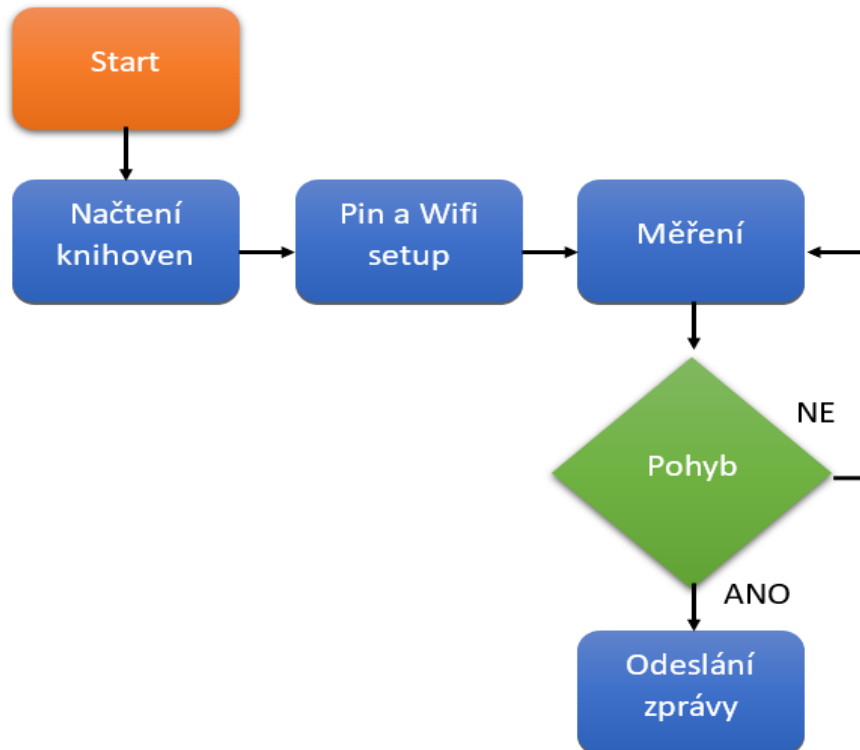 Start
Načtení
knihoven
Pin a Wifi
setup
Měření
Pohyb
NE
ANO
Odeslání
zprávy